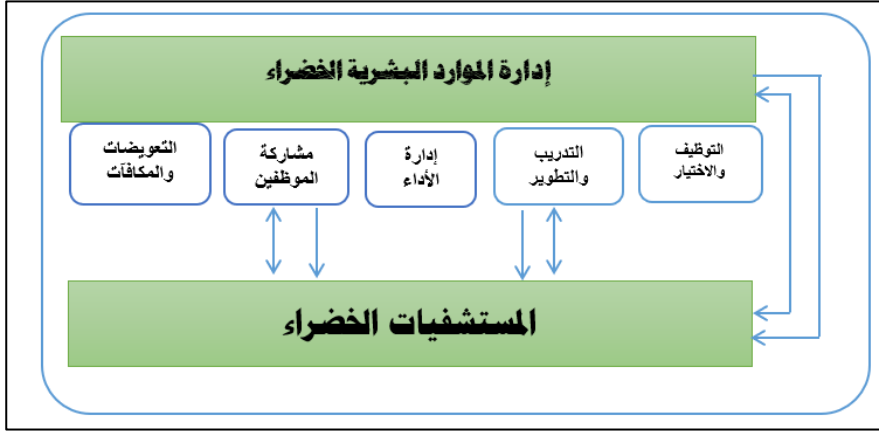 إدارة الموارد البشرية الخضراء
التوظيف
والاختيار
التدريب
والتطوير
إدارة
الأداء
مشاركة
الموظفين
التعويضات
والمكافآت
المستشفيات الخضراء